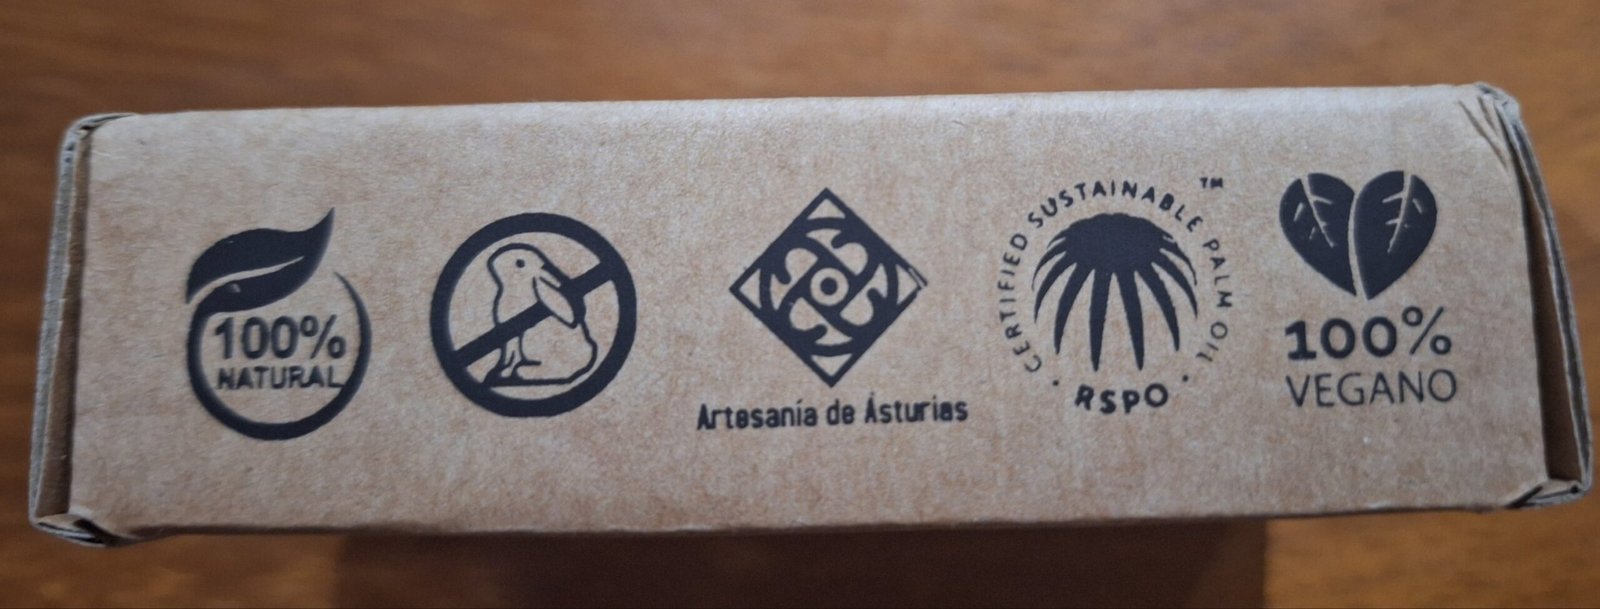 100%
NATURAL
Artesanía de Asturias
CERTIFIED SUSTAINABLE PALM OIL
TM
RSPO
100%
VEGANO